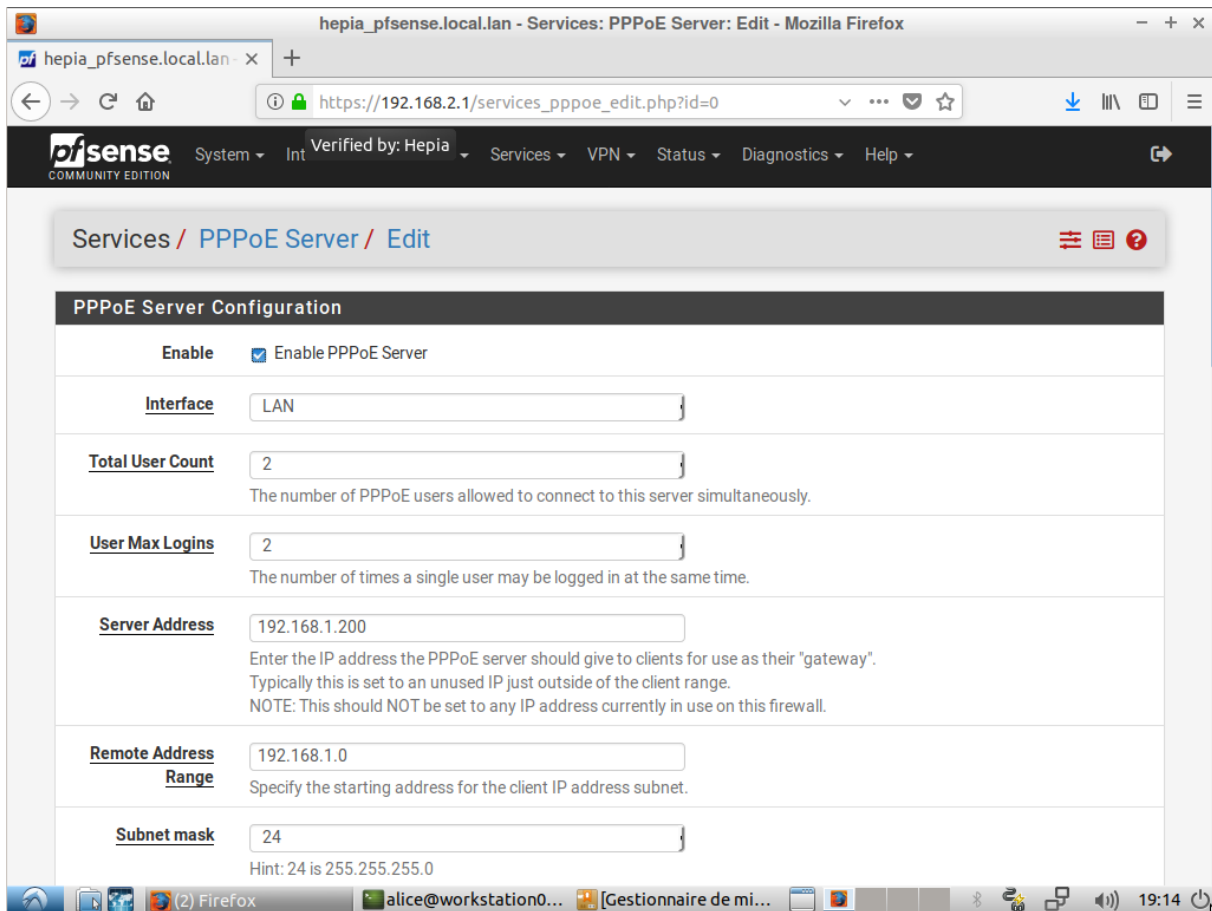 hepia_pfsense.local.lan - Services: PPPoE Server: Edit - Mozilla Firefox
hepia_pfsense.local.lan -
https://192.168.2.1/services_pppoe_edit.php?id=0
pfsense
COMMUNITY EDITION
System Int Verified by: Hepia Services VPN Status Diagnostics Help
Services / PPPoE Server / Edit
PPPoE Server Configuration
Enable Enable PPPoE Server
Interface LAN
Total User Count 2
The number of PPPoE users allowed to connect to this server simultaneously.
User Max Logins 2
The number of times a single user may be logged in at the same time.
Server Address 192.168.1.200
Enter the IP address the PPPoE server should give to clients for use as their "gateway".
Typically this is set to an unused IP just outside of the client range.
NOTE: This should NOT be set to any IP address currently in use on this firewall.
Remote Address Range 192.168.1.0
Specify the starting address for the client IP address subnet.
Subnet mask 24
Hint: 24 is 255.255.255.0
(2) Firefox alice@workstation0... [Gestionnaire de mi... 19:14